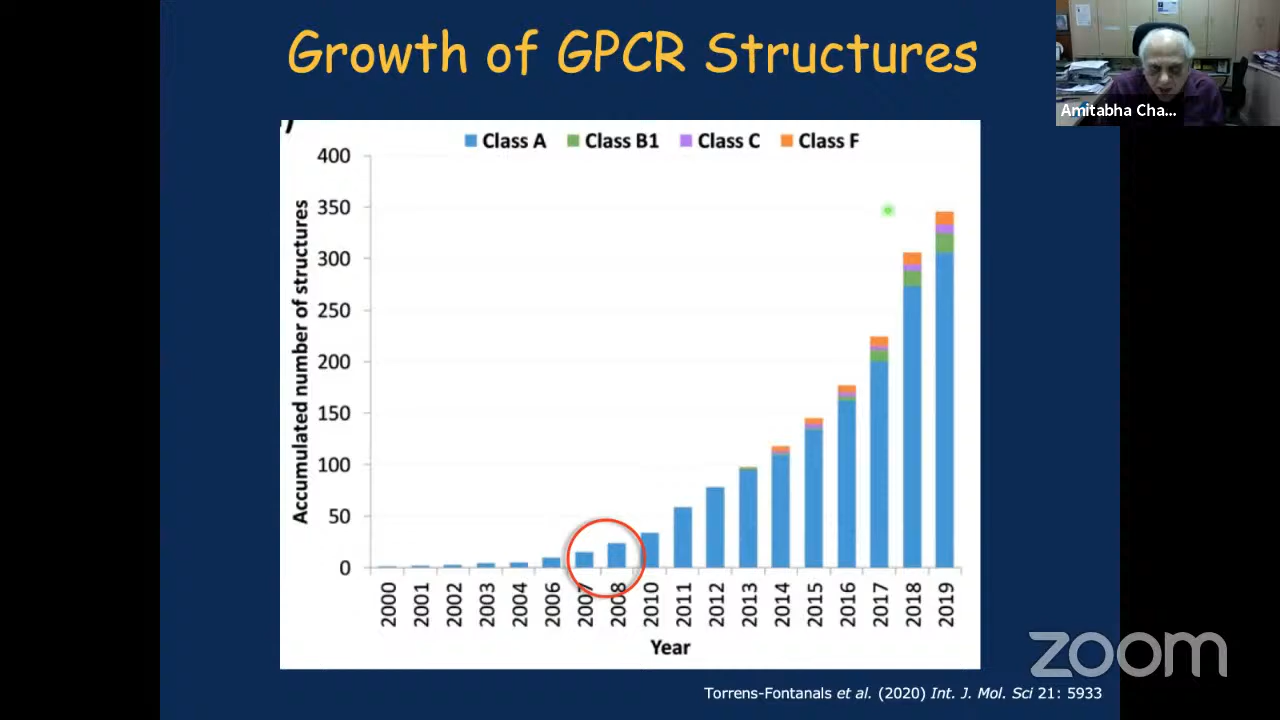 Growth of GPCR Structures
Amitabha Cha...
Class A Class B1 Class C Class F
Accumulated number of structures
400
350
300
250
200
150
100
50
0
2000 2001 2002 2003 2004 2006 2007 2008 2010 2011 2012 2013 2014 2015 2016 2017 2018 2019
Year
zoom
Torrens-Fontanals et al. (2020) Int. J. Mol. Sci 21: 5933